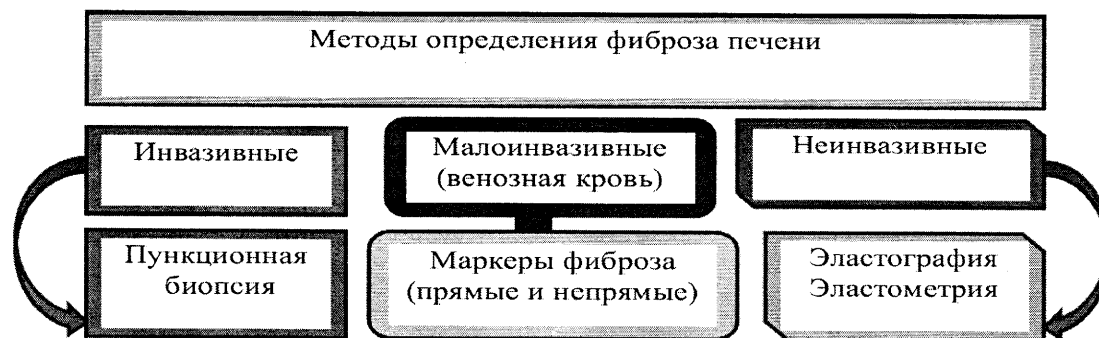 Методы определения фиброза печени
Инвазивные
Малоинвазивные
(венозная кровь)
Неинвазивные
Пункционная
биопсия
Маркеры фиброза
(прямые и непрямые)
Эластография
Эластометрия